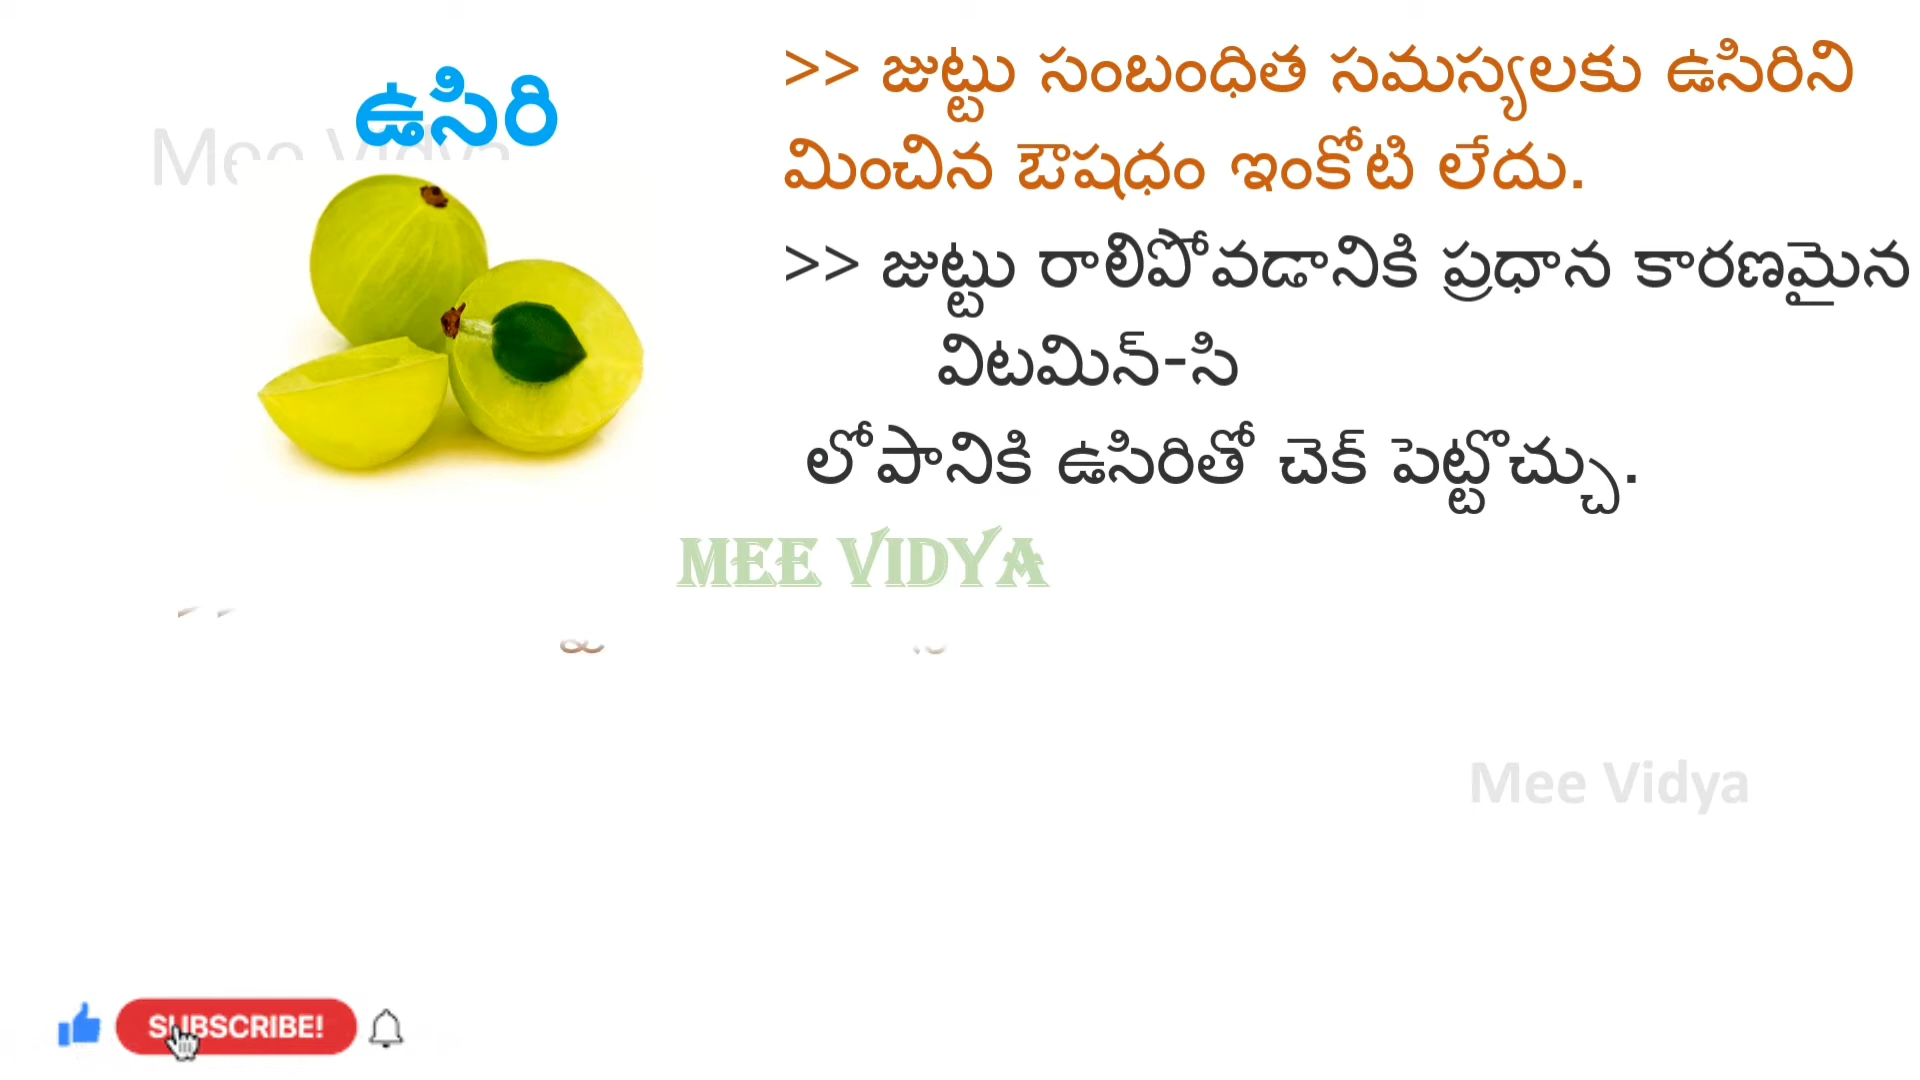 ఉసిరి
Mee Vidya
>> జుట్టు సంబంధిత సమస్యలకు ఉసిరిని
మించిన ఔషధం ఇంకోటి లేదు.
>> జుట్టు రాలిపోవడానికి ప్రధాన కారణమైన
విటమిన్-సి
లోపానికి ఉసిరితో చెక్ పెట్టొచ్చు.
MEE VIDYA
Mee Vidya
SUBSCRIBE!